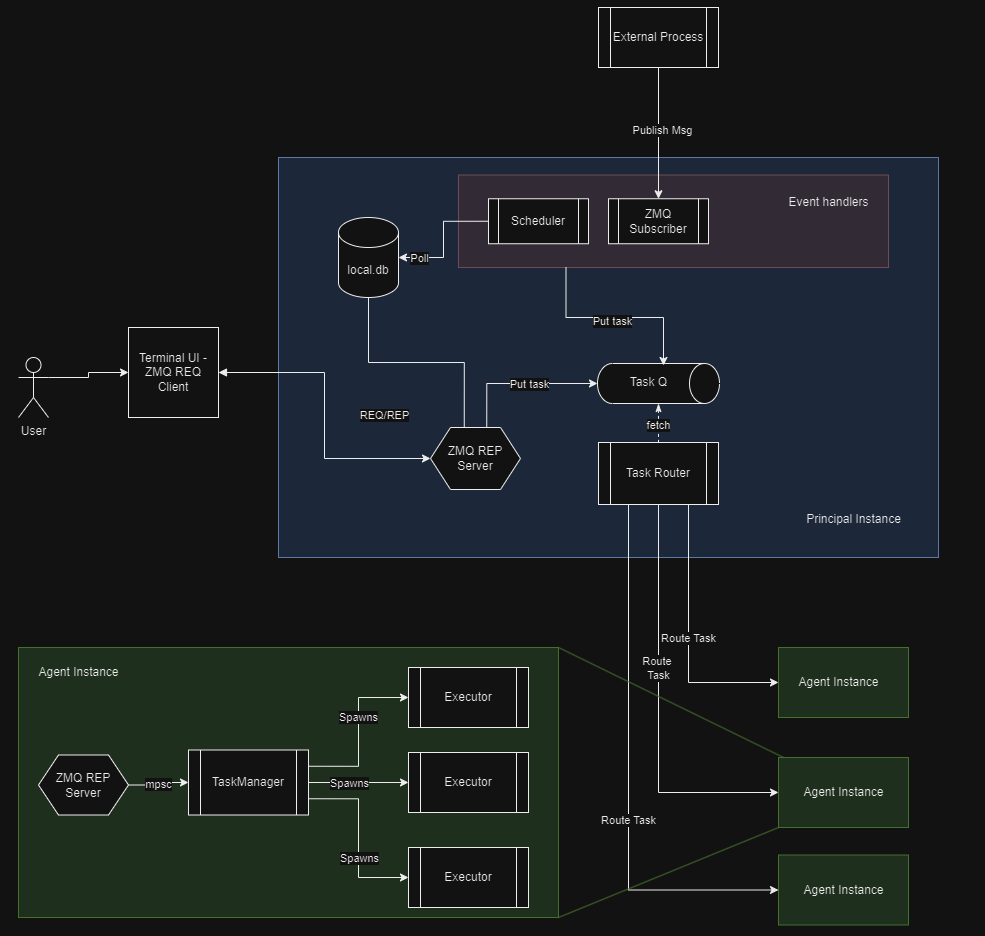 External Process
Publish Msg
Event handlers
Scheduler
ZMQ
Subscriber
local.db
Poll
Put task
Terminal UI -
ZMQ REQ
Client
User
Put task
Task Q
REQ/REP
fetch
ZMQ REP
Server
Task Router
Principal Instance
Route Task
Route
Task
Agent Instance
Agent Instance
Executor
Spawns
ZMQ REP
Server
mpsc
TaskManager
Spawns
Executor
Agent Instance
Route Task
Spawns
Executor
Agent Instance